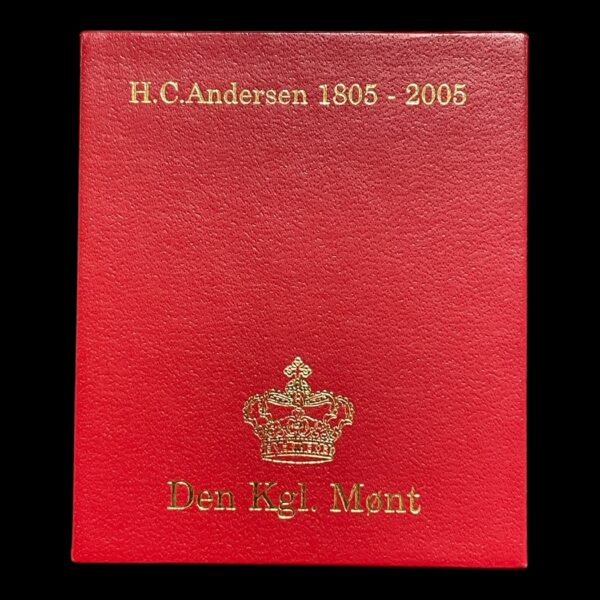 H.C.Andersen 1805 - 2005
Den Kgl. Mønt